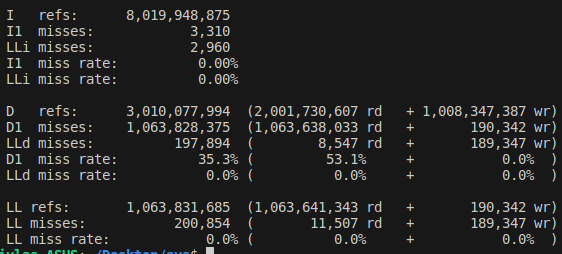 I   refs:      8,019,948,875
I1  misses:            3,310
LLi misses:            2,960
I1  miss rate:          0.00%
LLi miss rate:          0.00%

D   refs:      3,010,077,994  (2,001,730,607 rd   + 1,008,347,387 wr)
D1  misses:    1,063,828,375  (1,063,638,033 rd   +       190,342 wr)
LLd misses:          197,894  (        8,547 rd   +       189,347 wr)
D1  miss rate:          35.3% (         53.1%     +           0.0%  )
LLd miss rate:           0.0% (          0.0%     +           0.0%  )

LL refs:       1,063,831,685  (1,063,641,343 rd   +       190,342 wr)
LL misses:           200,854  (       11,507 rd   +       189,347 wr)
LL miss rate:            0.0% (          0.0%     +           0.0%  )